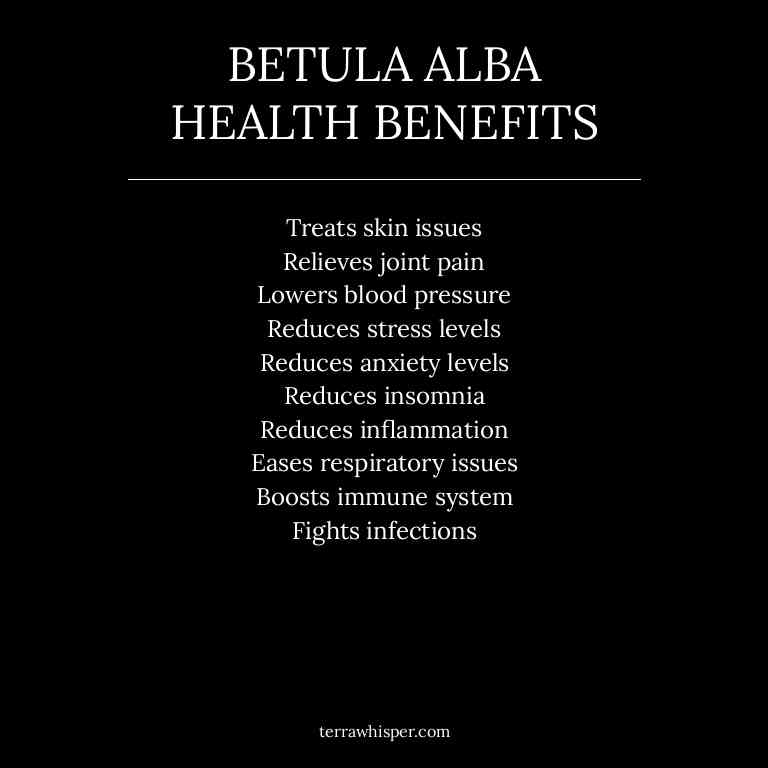 BETULA ALBA
HEALTH BENEFITS
Treats skin issues
Relieves joint pain
Lowers blood pressure
Reduces stress levels
Reduces anxiety levels
Reduces insomnia
Reduces inflammation
Eases respiratory issues
Boosts immune system
Fights infections
terrawhisper.com